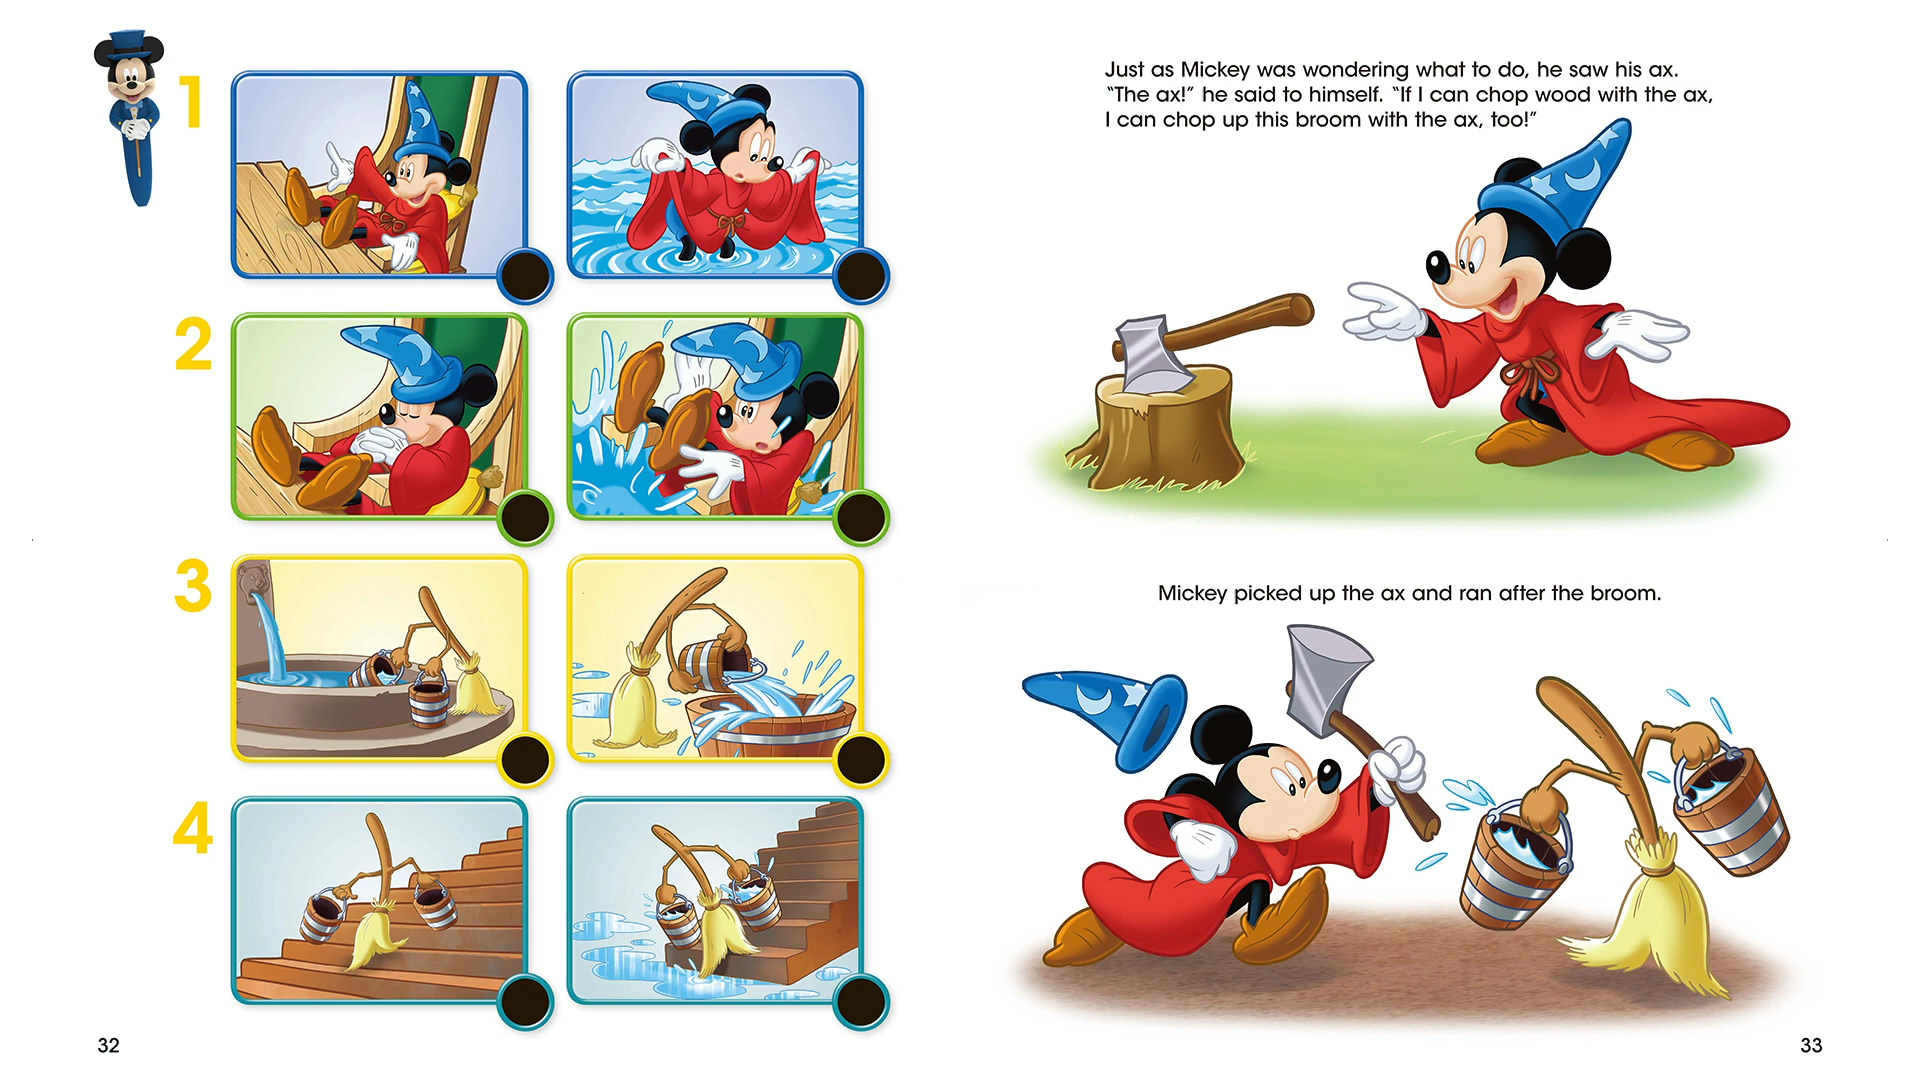 1
2
3
4
32
Just as Mickey was wondering what to do, he saw his ax.
“The ax!” he said to himself. “If I can chop wood with the ax,
I can chop up this broom with the ax, too!”
Mickey picked up the ax and ran after the broom.
33